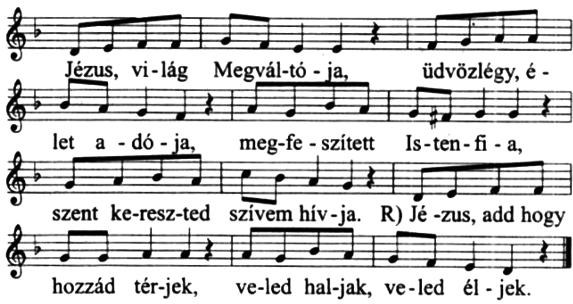 Jézus, vi-lág Megvál-tó-ja, üdvözlégy, é-
let a-dó-ja, meg-fe-szített Is-ten-fi-a,
szent ke-resz-ted szívem hív-ja. R) Jé-zus, add hogy
hozzád tér-jek, ve-led hal-jak, ve-led él-jek.